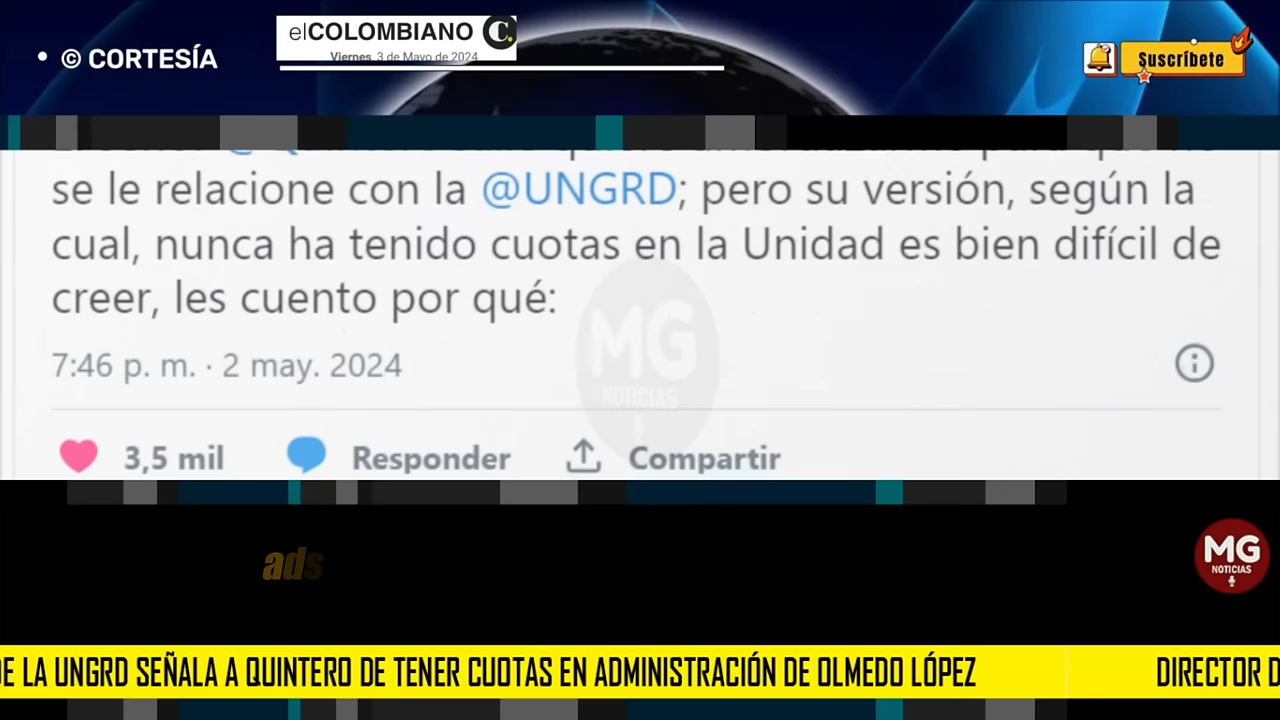 elCOLOMBIANO C.
Viernes, 3 de Mayo de 2024
• © CORTESÍA
Suscríbete
se le relacione con la @UNGRD; pero su versión, según la
cual, nunca ha tenido cuotas en la Unidad es bien difícil de
creer, les cuento por qué:
7:46 p. m. · 2 may. 2024
3,5 mil Responder Compartir
MG
NOTICIAS
ads
MG
NOTICIAS
DE LA UNGRD SEÑALA A QUINTERO DE TENER CUOTAS EN ADMINISTRACIÓN DE OLMEDO LÓPEZ DIRECTOR D